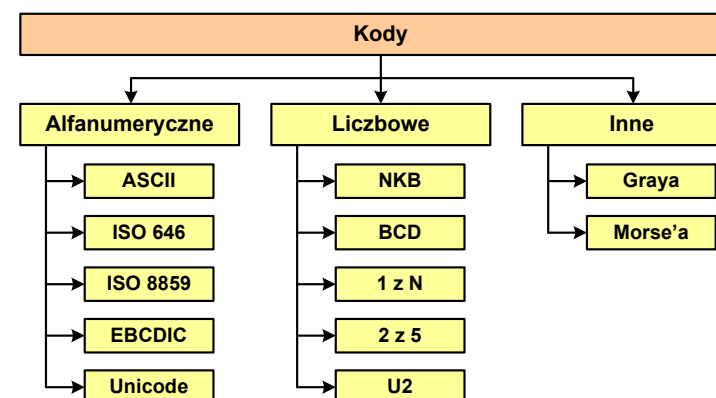 Kody
Alfanumeryczne
ASCII
ISO 646
ISO 8859
EBCDIC
Unicode
Liczbowe
NKB
BCD
1 z N
2 z 5
U2
Inne
Graya
Morse’a